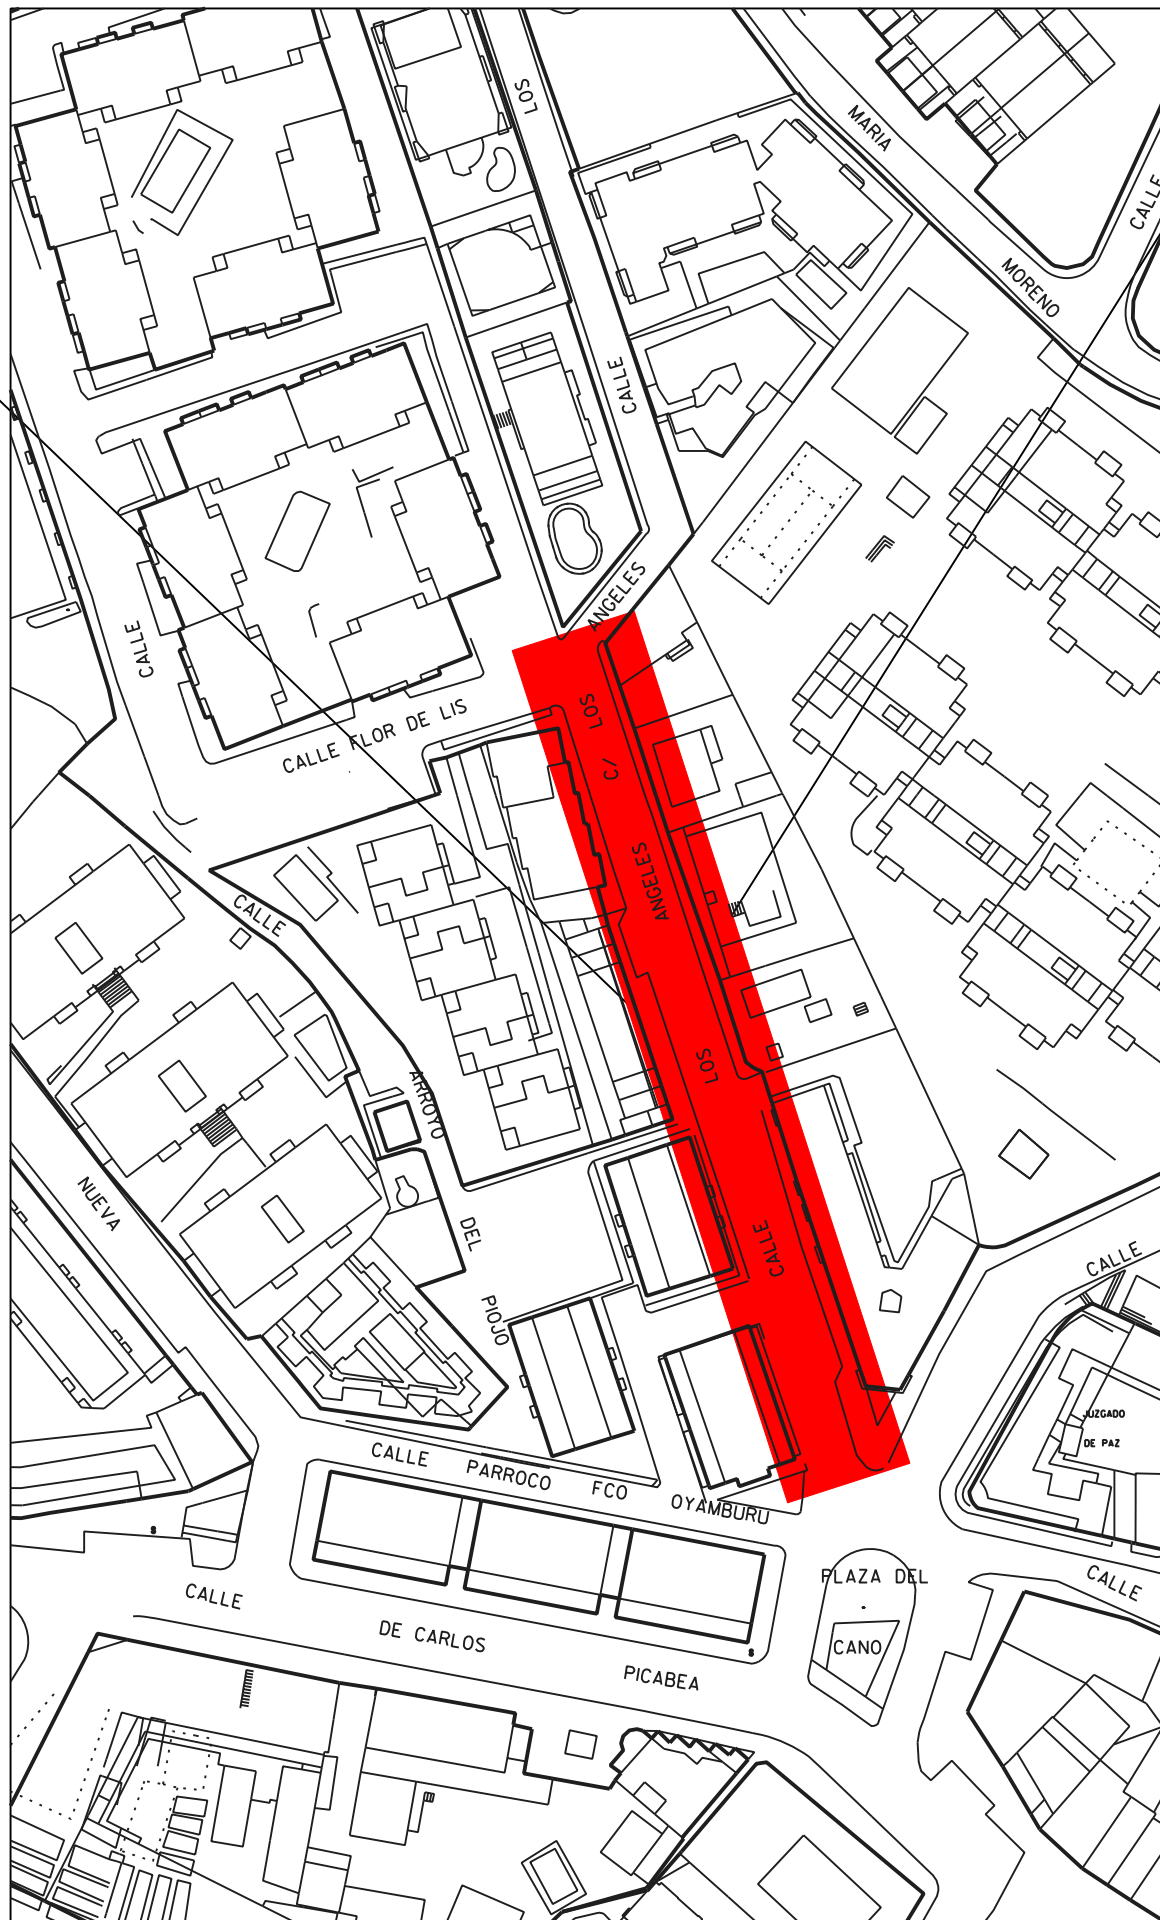 LOS
MARIA
CALLE
MORENO
CALLE
ANGELES
CALLE
CALLE FLOR DE LIS
LOS
C/
ANGELES
CALLE
LOS
ARROYO
NUEVA
DEL
CALLE
CALLE
PIOJO
JUZGADO
DE PAZ
CALLE PARROCO FCO OYAMBURU
PLAZA DEL
CANO
CALLE
CALLE
DE CARLOS
PICABEA